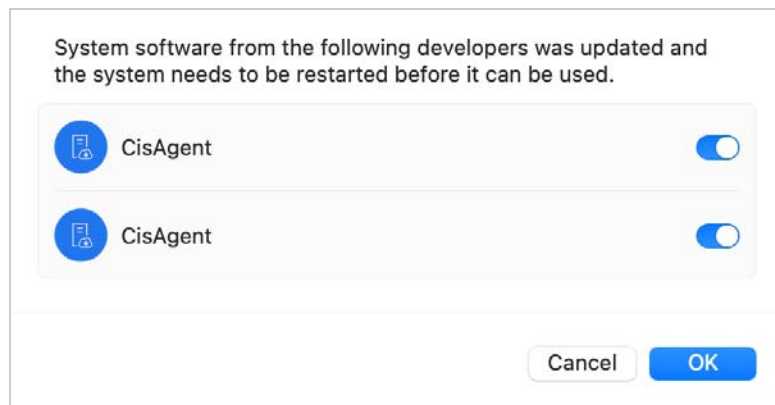 System software from the following developers was updated and
the system needs to be restarted before it can be used.
CisAgent
CisAgent
Cancel
OK